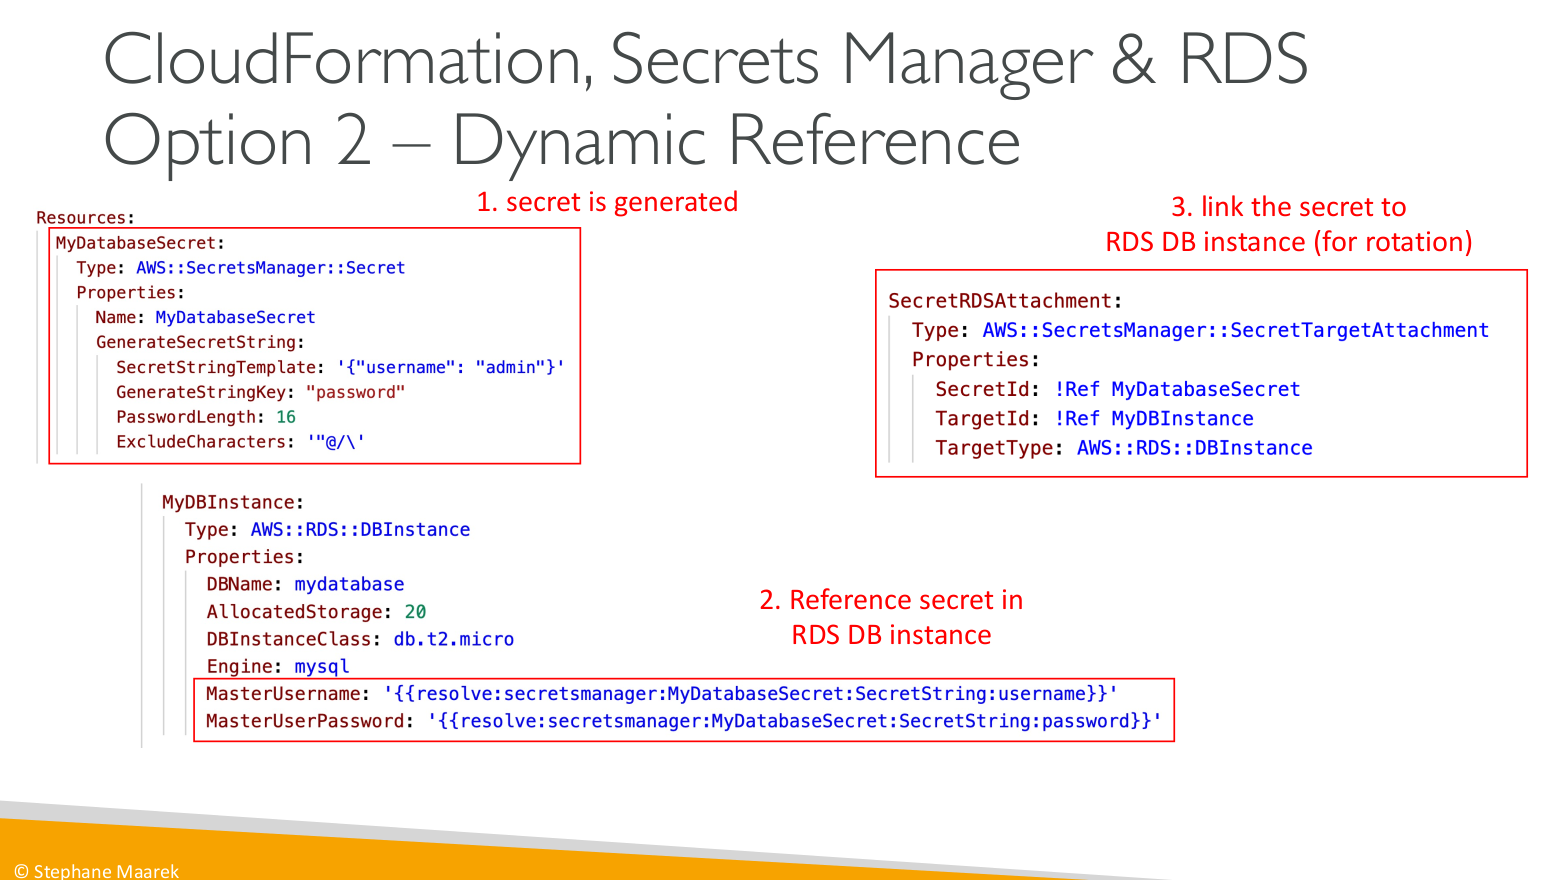 CloudFormation, Secrets Manager & RDS
Option 2 – Dynamic Reference
1. secret is generated
Resources:
MyDatabaseSecret:
Type: AWS::SecretsManager::Secret
Properties:
Name: MyDatabaseSecret
GenerateSecretString:
SecretStringTemplate: '{"username": "admin"}'
GenerateStringKey: "password"
PasswordLength: 16
ExcludeCharacters: '"@/\'
MyDBInstance:
Type: AWS::RDS::DBInstance
Properties:
DBName: mydatabase
AllocatedStorage: 20
DBInstanceClass: db.t2.micro
Engine: mysql
MasterUsername: '{{resolve:secretsmanager:MyDatabaseSecret:SecretString:username}}'
MasterUserPassword: '{{resolve:secretsmanager:MyDatabaseSecret:SecretString:password}}'
2. Reference secret in
RDS DB instance
3. link the secret to
RDS DB instance (for rotation)
SecretRDSAttachment:
Type: AWS::SecretsManager::SecretTargetAttachment
Properties:
SecretId: !Ref MyDatabaseSecret
TargetId: !Ref MyDBInstance
TargetType: AWS::RDS::DBInstance
© Stephane Maarek